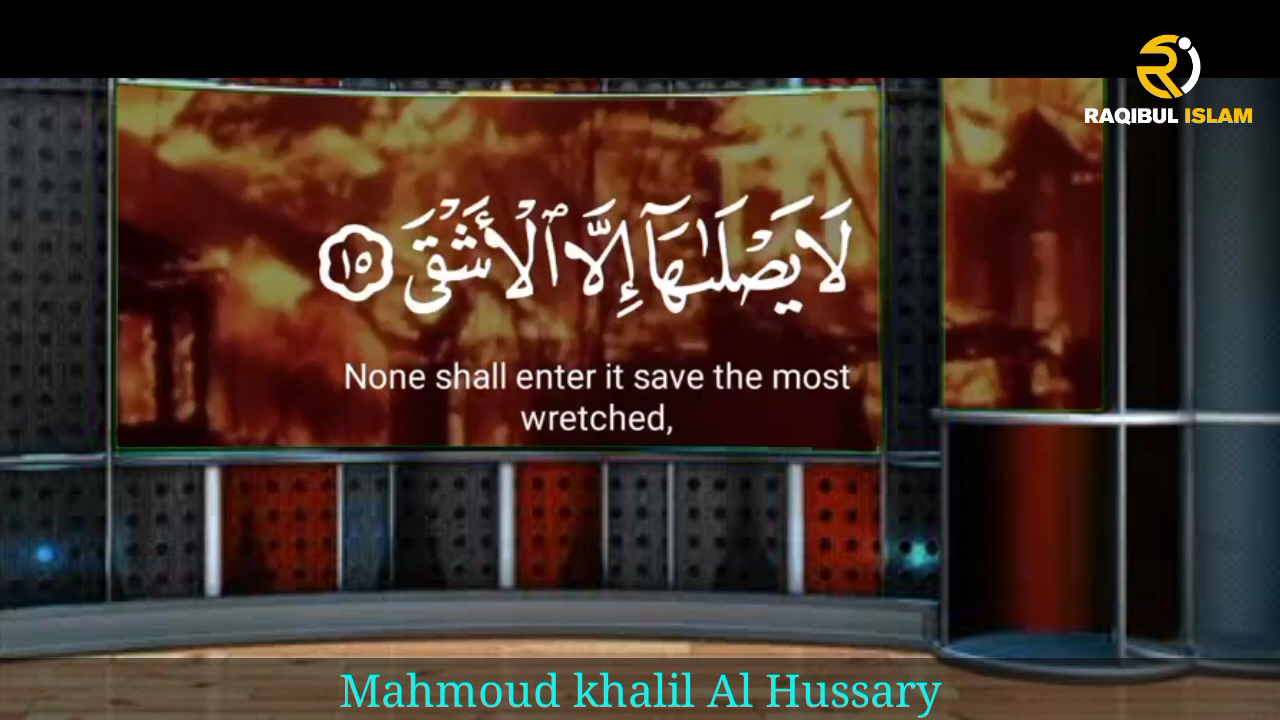 RAQIBUL ISLAM
لَا يَصْلَىٰهَآ إِلَّا ٱلْأَشْقَى ١٥
None shall enter it save the most
wretched,
Mahmoud khalil Al Hussary